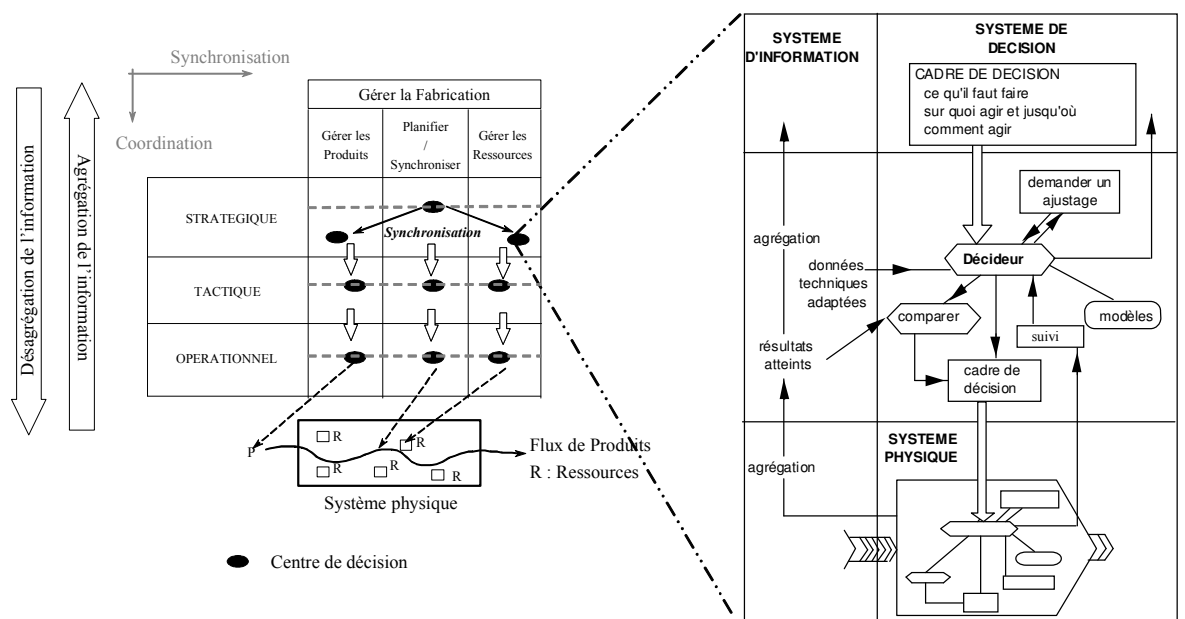 Synchronisation
Coordination
Désagrégation de l'information
Agrégation de l'information
Gérer la Fabrication
Gérer les
Produits
Planifier
/
Synchroniser
Gérer les
Ressources
STRATEGIQUE
Synchronisation
TACTIQUE
OPERATIONNEL
P
R
R
R
R
R
Flux de Produits
R : Ressources
Système physique
Centre de décision
SYSTEME
D'INFORMATION
SYSTEME DE
DECISION
CADRE DE DECISION
ce qu'il faut faire
sur quoi agir et jusqu'où
comment agir
demander un
ajustage
agrégation
Décideur
données
techniques
adaptées
modèles
comparer
suivi
résultats
atteints
cadre de
décision
SYSTEME
PHYSIQUE
agrégation